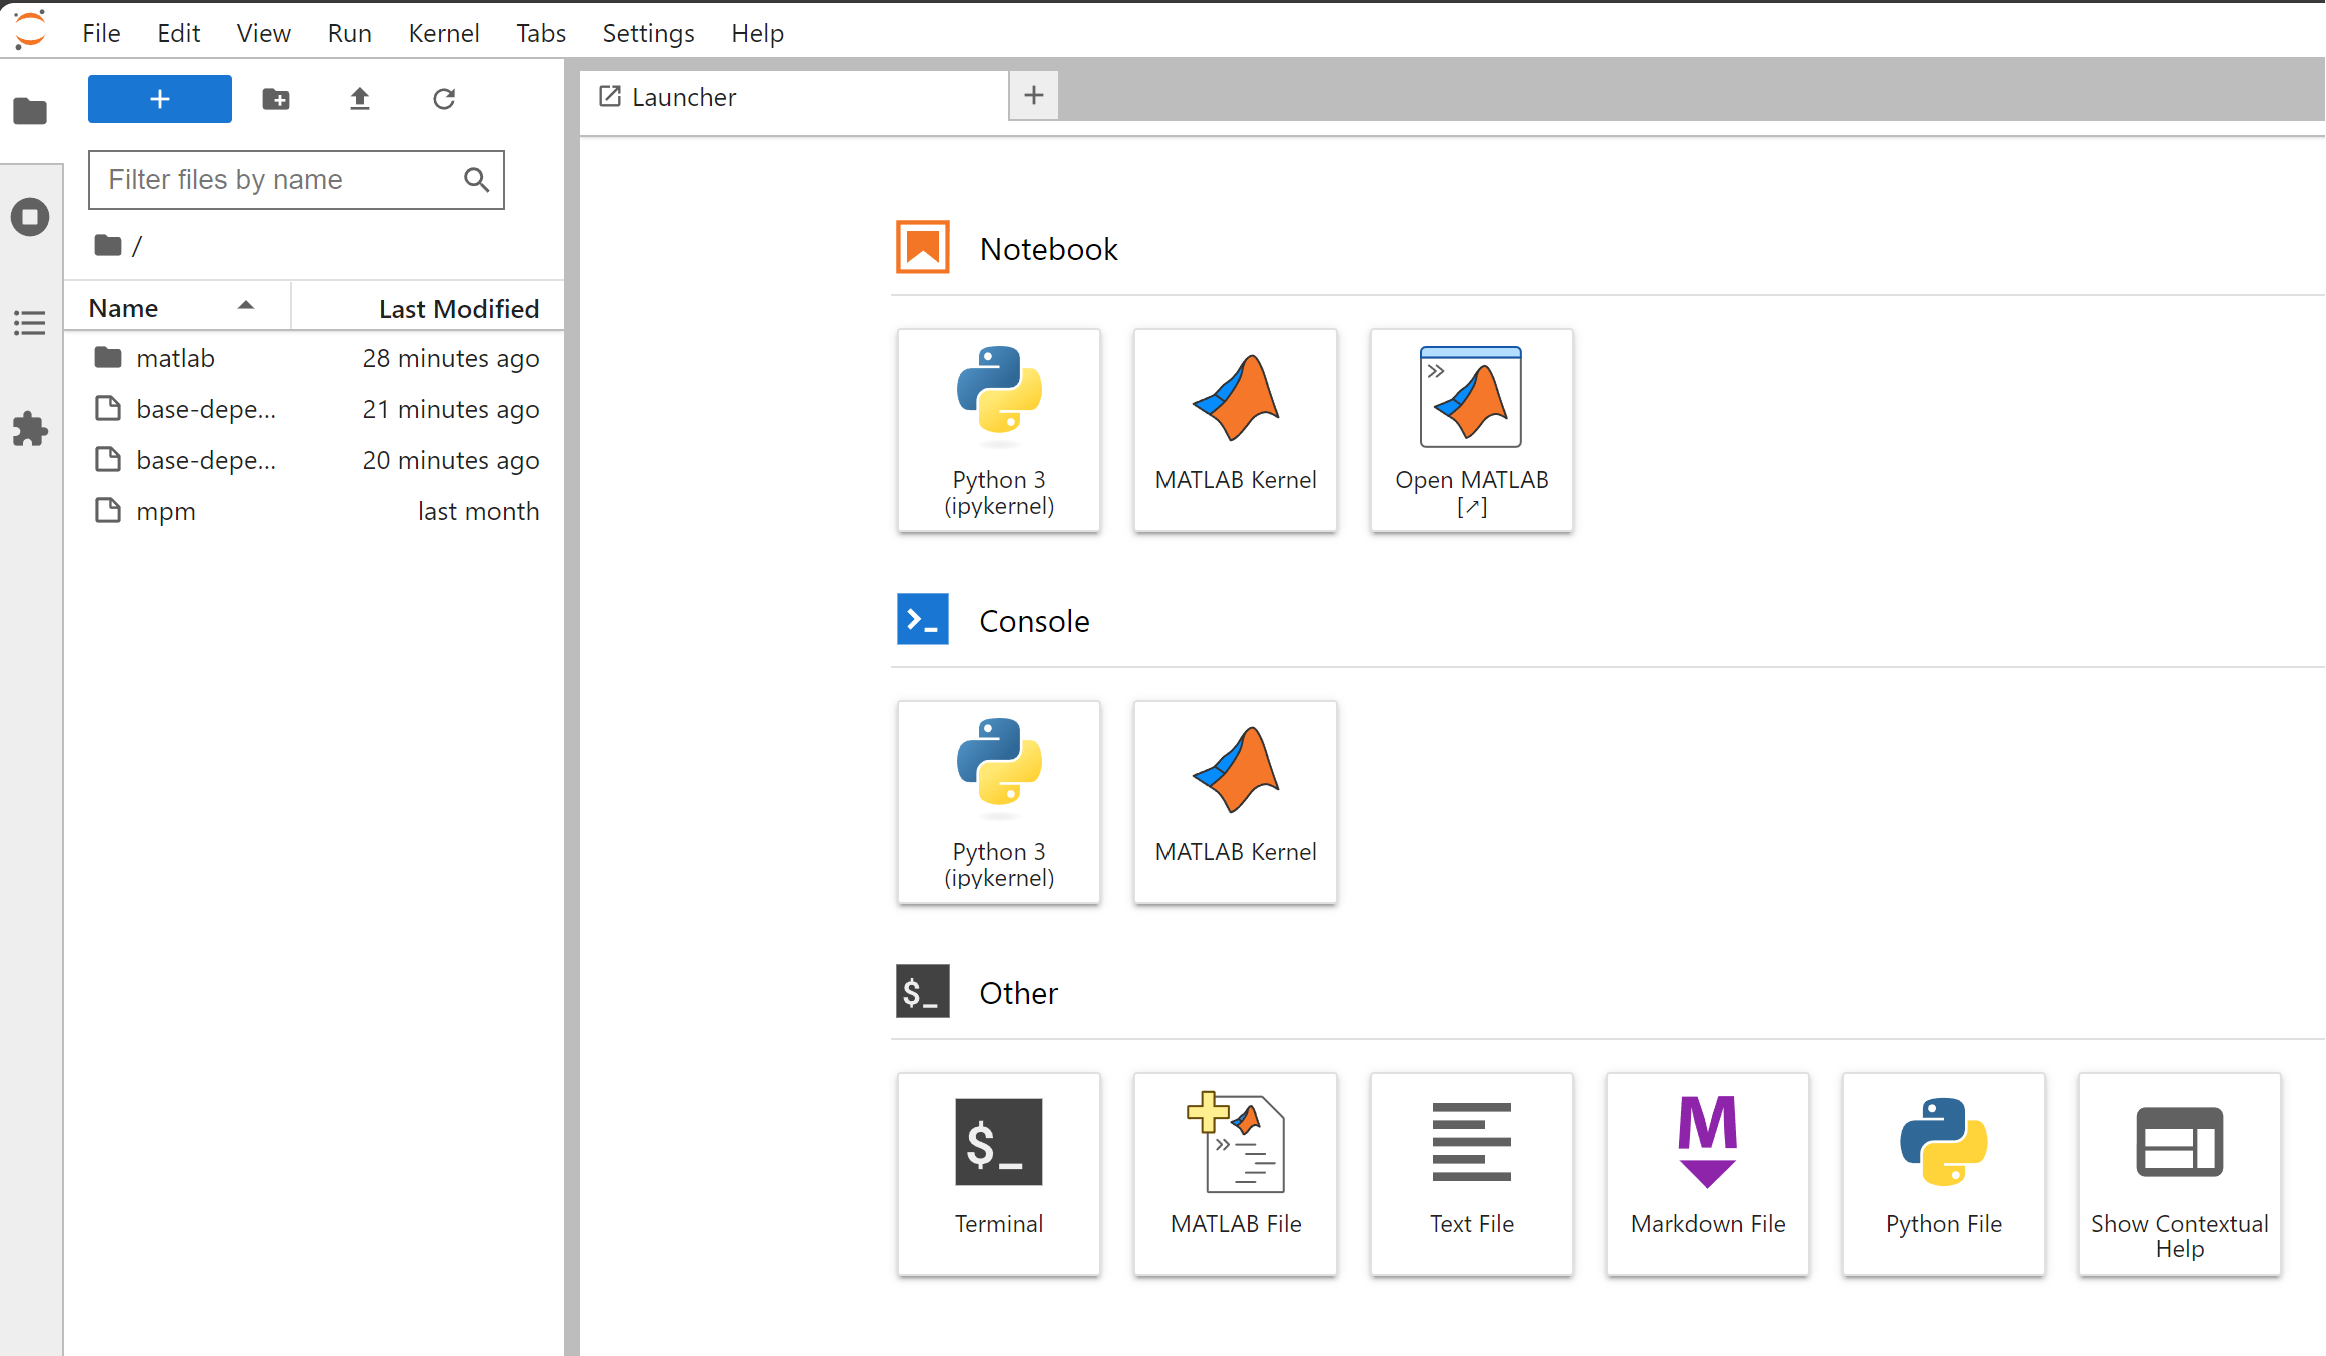 File Edit View Run Kernel Tabs Settings Help
Launcher
Filter files by name
/
Name Last Modified
matlab 28 minutes ago
base-depe... 21 minutes ago
base-depe... 20 minutes ago
mpm last month
Notebook
Python 3
(ipykernel)
MATLAB Kernel
Open MATLAB
[↗]
Console
Python 3
(ipykernel)
MATLAB Kernel
$_ Other
$_
Terminal
MATLAB File
Text File
M
Markdown File
Python File
Show Contextual
Help